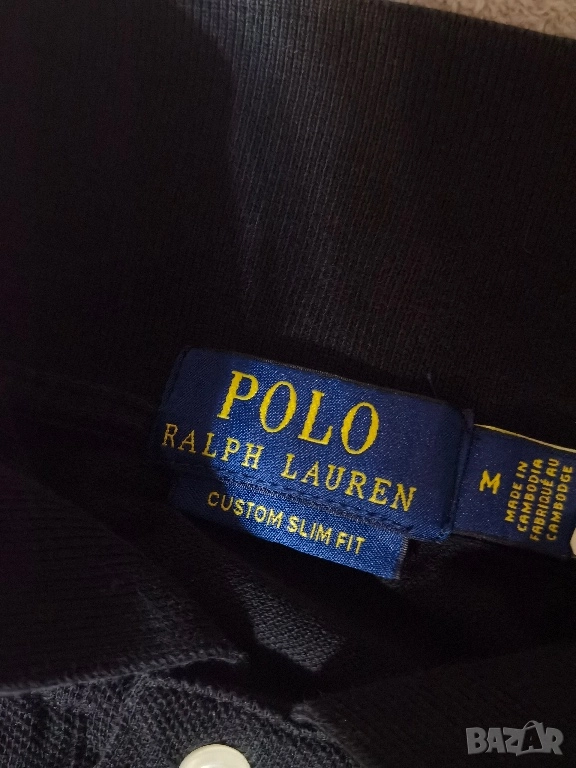 POLO
RALPH LAUREN
CUSTOM SLIM FIT
M
MADE IN
CAMBODIA
FABRIQUÉ AU
CAMBODGE
BAZAR